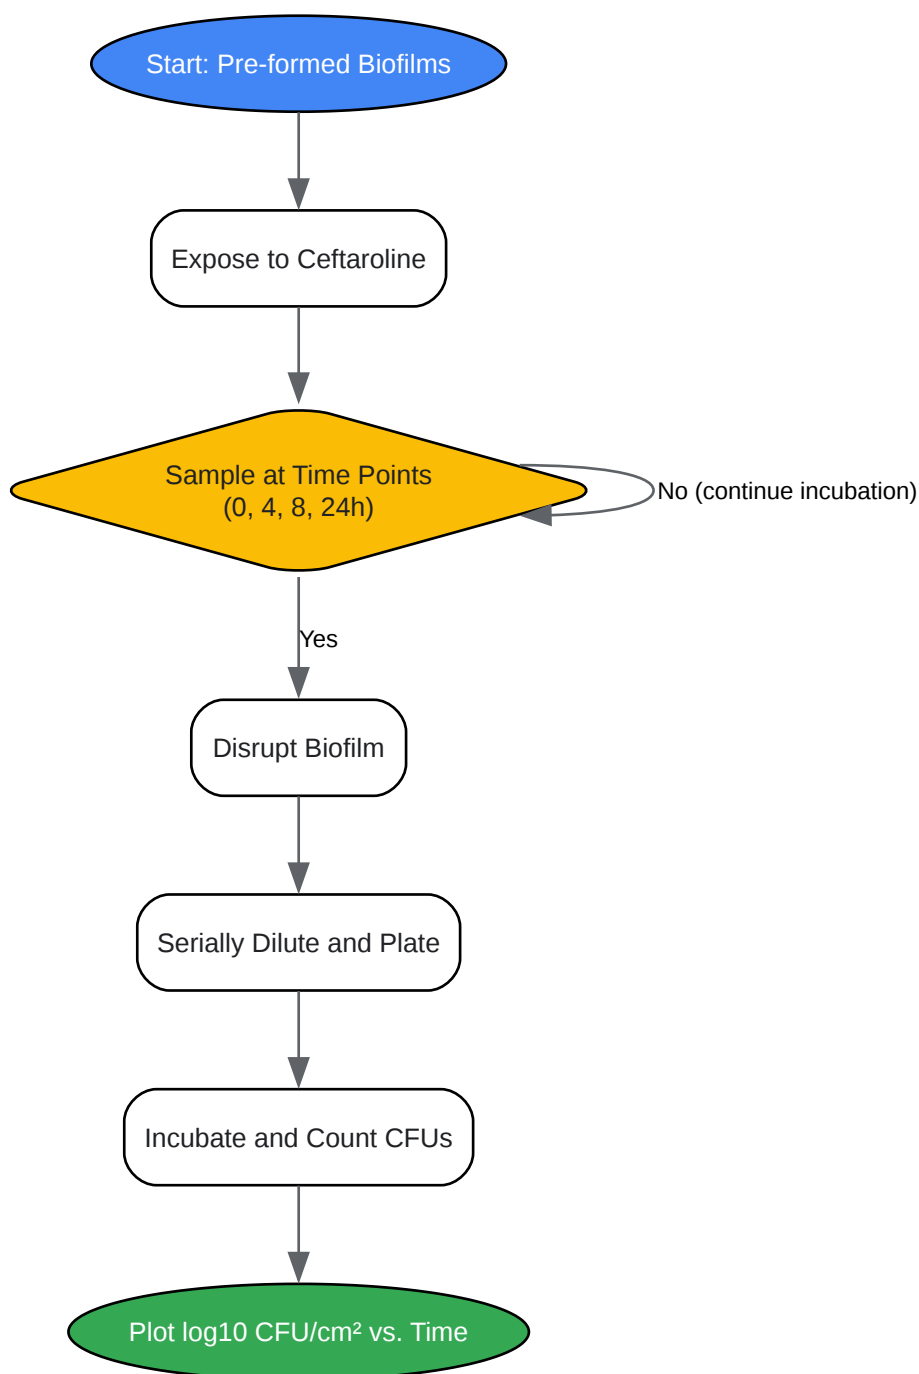 Start: Pre-formed Biofilms
Expose to Ceftaroline
Sample at Time Points
(0, 4, 8, 24h)
No (continue incubation)
Yes
Disrupt Biofilm
Serially Dilute and Plate
Incubate and Count CFUs
Plot log10 CFU/cm² vs. Time